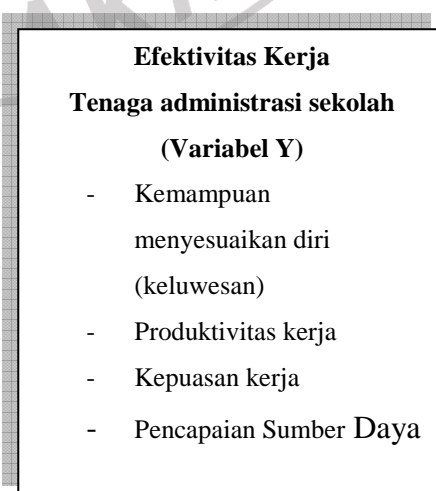 Efektivitas Kerja
Tenaga administrasi sekolah
(Variabel Y)
- Kemampuan
menyesuaikan diri
(keluwesan)
- Produktivitas kerja
- Kepuasan kerja
- Pencapaian Sumber Daya